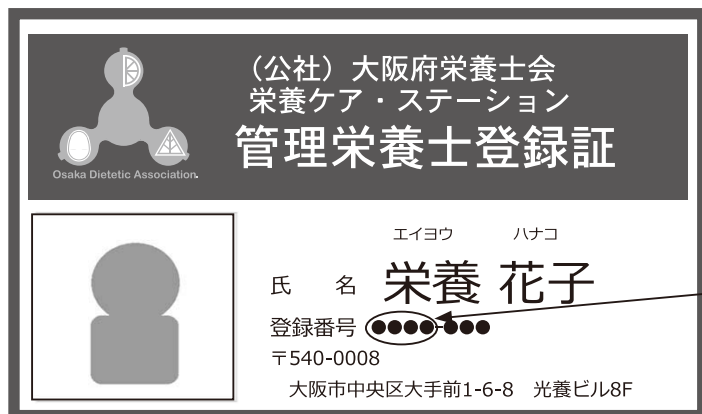 （公社）大阪府栄養士会
栄養ケア・ステーション
管理栄養士登録証
Osaka Dietetic Association.
エイヨウ ハナコ
氏 名 栄養 花子
登録番号 ●●●●-●●●
〒540-0008
大阪市中央区大手前1-6-8 光養ビル8F